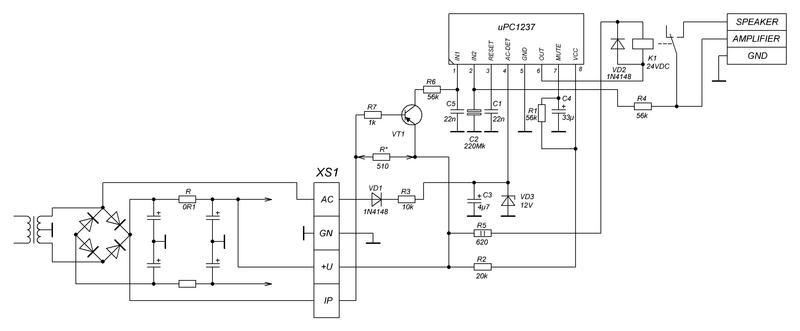 uPC1237
IN1
IN2
RESET
AC-DET
GND
OUT
MUTE
VCC
1 2 3 4 5 6 7 8
SPEAKER
AMPLIFIER
GND
VD2
1N4148
K1
24VDC
R6
56k
C5
22n
C2
220Mk
C1
22n
R1
56k
C4
+
33µ
R4
56k
R7
1k
VT1
R*
510
XS1
AC
GN
+U
IP
VD1
1N4148
R3
10k
+
C3
4µ7
VD3
12V
R
0R1
+ +
+ +
R5
620
R2
20k